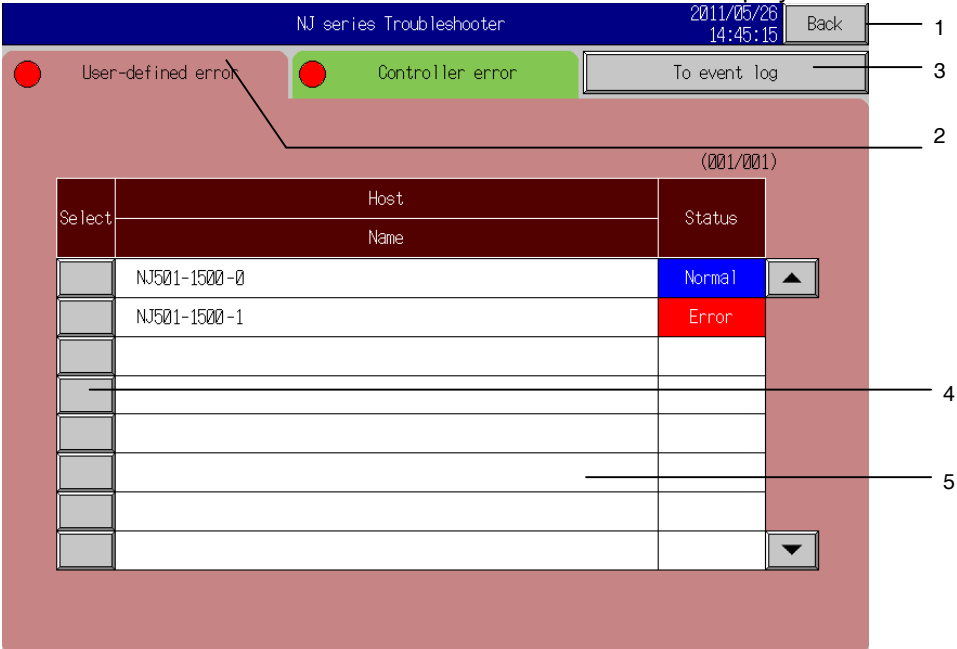 NJ series Troubleshooter
2011/05/26
14:45:15
Back
1
User-defined error
Controller error
To event log
3
2
(001/001)
Select
Host
Name
Status
NJ501-1500-0
Normal
NJ501-1500-1
Error
4
5